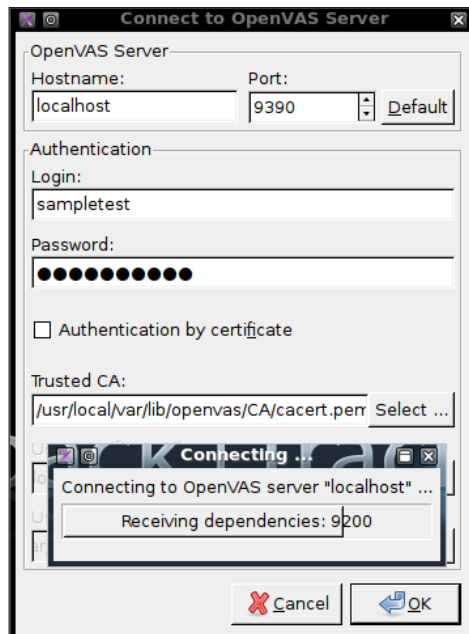 Connect to OpenVAS Server
OpenVAS Server
Hostname:
Port:
localhost
9390
Default
Authentication
Login:
sampletest
Password:
●●●●●●●●●●
Authentication by certificate
Trusted CA:
/usr/local/var/lib/openvas/CA/cacert.pem
Select ...
Connecting ...
Connecting to OpenVAS server "localhost" ...
Receiving dependencies: 9200
Cancel
OK